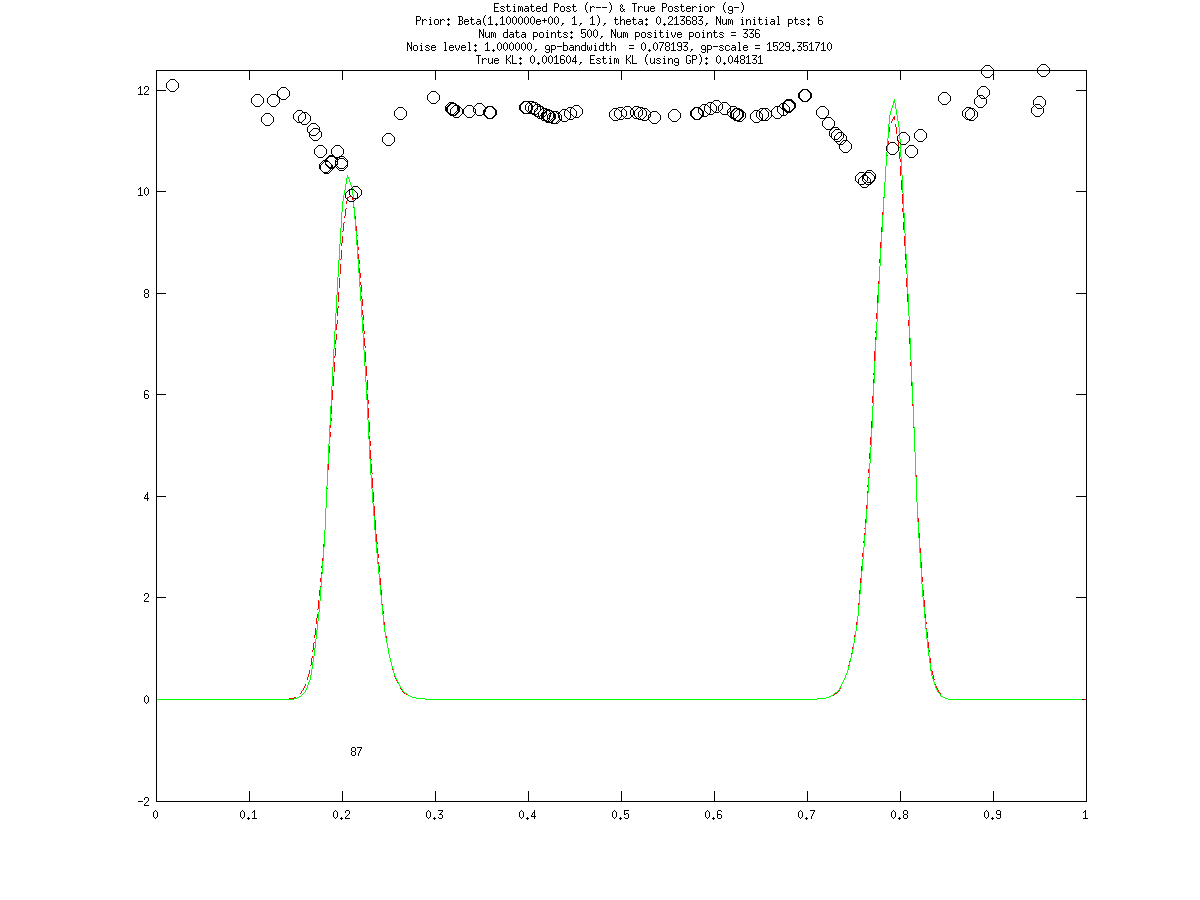 Estimated Post (r--) & True Posterior (g-)
Prior: Beta(1.100000e+00, 1, 1), theta: 0.213683, Num initial pts: 6
Num data points: 500, Num positive points = 336
Noise level: 1.000000, gp-bandwidth  = 0.078193, gp-scale = 1529.351710
True KL: 0.001604, Estim KL (using GP): 0.048131
12
10
8
6
4
2
0
87
-2
0 0.1 0.2 0.3 0.4 0.5 0.6 0.7 0.8 0.9 1